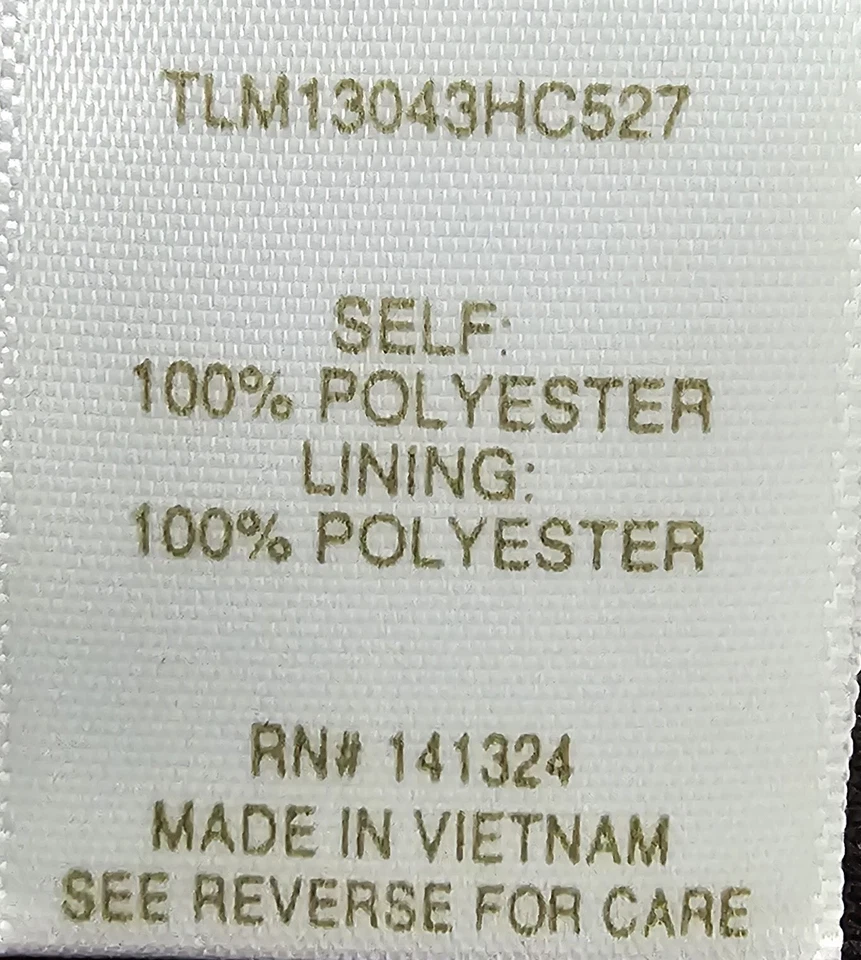 TLM13043HC527
SELF:
100% POLYESTER
LINING:
100% POLYESTER
RN# 141324
MADE IN VIETNAM
SEE REVERSE FOR CARE